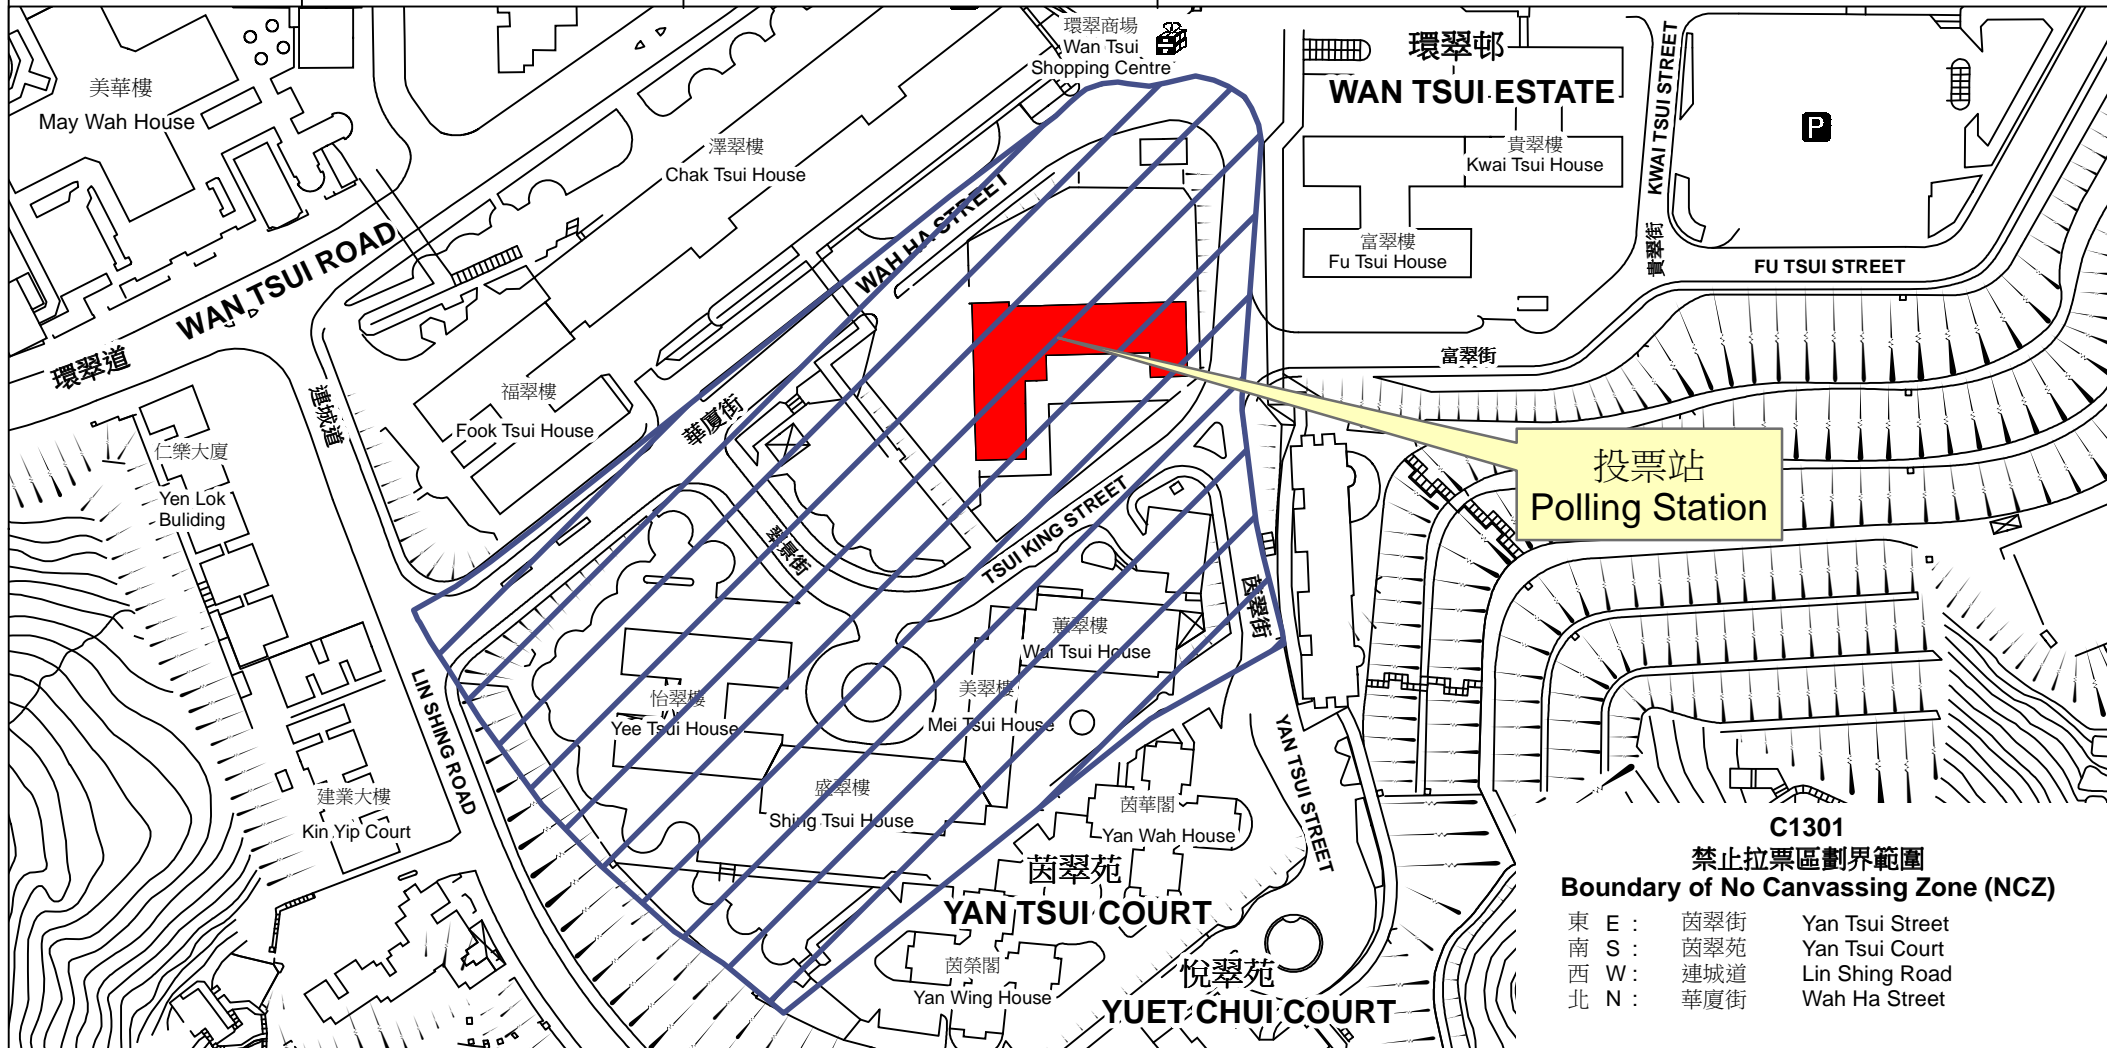 環翠商場
Wan Tsui
Shopping Centre
環翠邨
WAN TSUI ESTATE
KWAI TSUI STREET
貴翠街
P
美華樓
May Wah House
澤翠樓
Chak Tsui House
貴翠樓
Kwai Tsui House
WAH HA STREET
華廈街
WAN TSUI ROAD
環翠道
富翠樓
Fu Tsui House
FU TSUI STREET
富翠街
連城道
福翠樓
Fook Tsui House
仁樂大廈
Yen Lok
Buliding
投票站
Polling Station
翠景街
TSUI KING STREET
茵翠街
蕙翠樓
Wai Tsui House
怡翠樓
Yee Tsui House
美翠樓
Mei Tsui House
LIN SHING ROAD
YAN TSUI STREET
建業大樓
Kin Yip Court
盛翠樓
Shing Tsui House
茵華閣
Yan Wah House
茵翠苑
YAN TSUI COURT
茵榮閣
Yan Wing House
悅翠苑
YUET CHUI COURT
C1301
禁止拉票區劃界範圍
Boundary of No Canvassing Zone (NCZ)
東 E : 茵翠街 Yan Tsui Street
南 S : 茵翠苑 Yan Tsui Court
西 W : 連城道 Lin Shing Road
北 N : 華廈街 Wah Ha Street